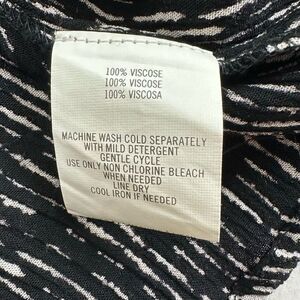 100% VISCOSE
100% VISCOSE
100% VISCOSA
MACHINE WASH COLD SEPARATELY
WITH MILD DETERGENT
GENTLE CYCLE
USE ONLY NON CHLORINE BLEACH
WHEN NEEDED
LINE DRY
COOL IRON IF NEEDED